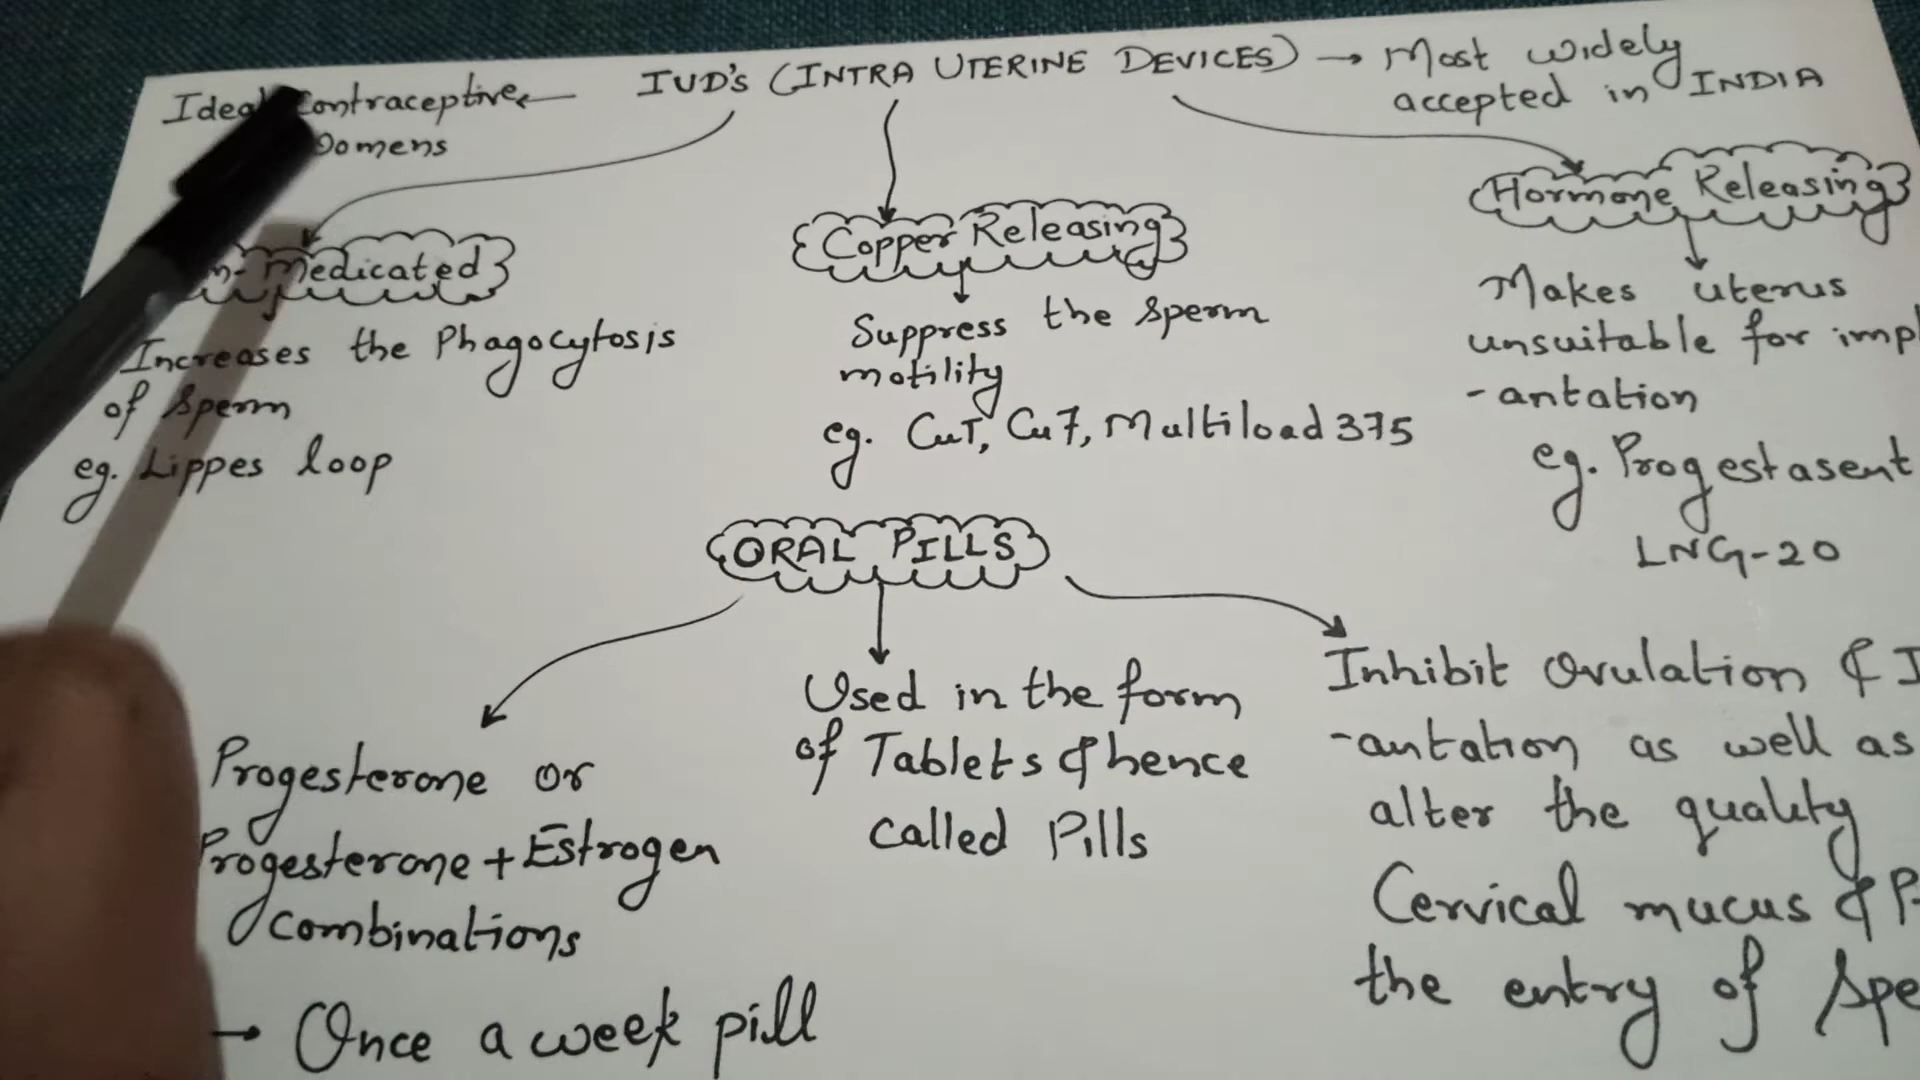 IUD's (INTRA UTERINE DEVICES) → Most widely
accepted in INDIA
Contraceptive ←
Medicated
Increases the Phagocytosis
of Sperm
eg. Lippes loop
Copper Releasing
Suppress the Sperm
motility
eg. CuT, Cu7, Multiload 375
Hormone Releasing
Makes uterus
unsuitable for impl
-antation
eg. Progestasent
LNG-20
ORAL PILLS
Progesterone or
Progesterone + Estrogen
Combinations
→ Once a week pill
Used in the form
of Tablets & hence
called Pills
Inhibit Ovulation & I
-antation as well as
alter the quality
Cervical mucus & P
the entry of Spe